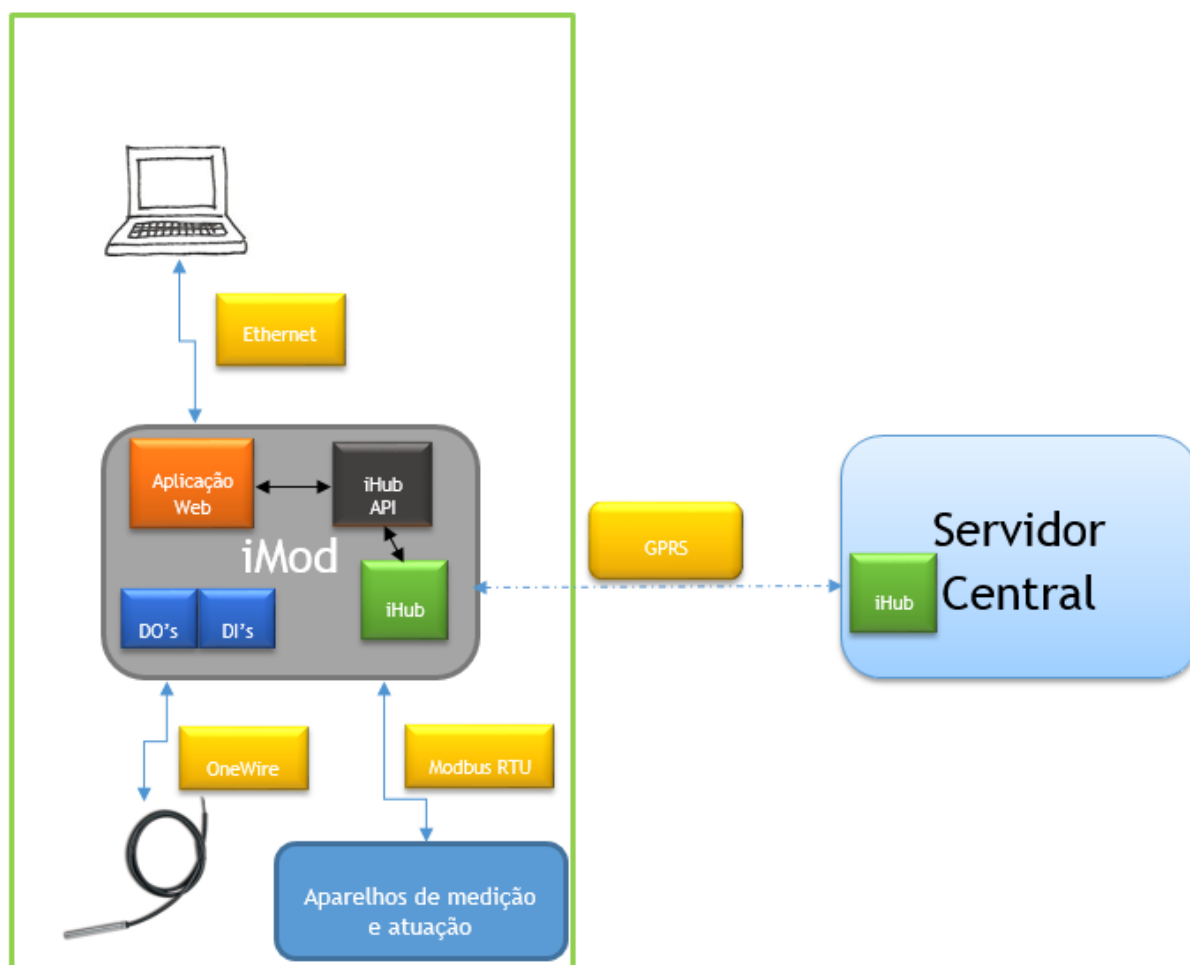 Ethernet
Aplicação
Web
iHub
API
iMod
iHub
DO's
DI's
GPRS
Servidor
Central
iHub
OneWire
Modbus RTU
Aparelhos de medição
e atuação